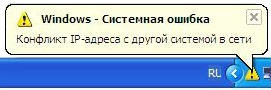 Windows - Системная ошибка
Конфликт IP-адреса с другой системой в сети
RU